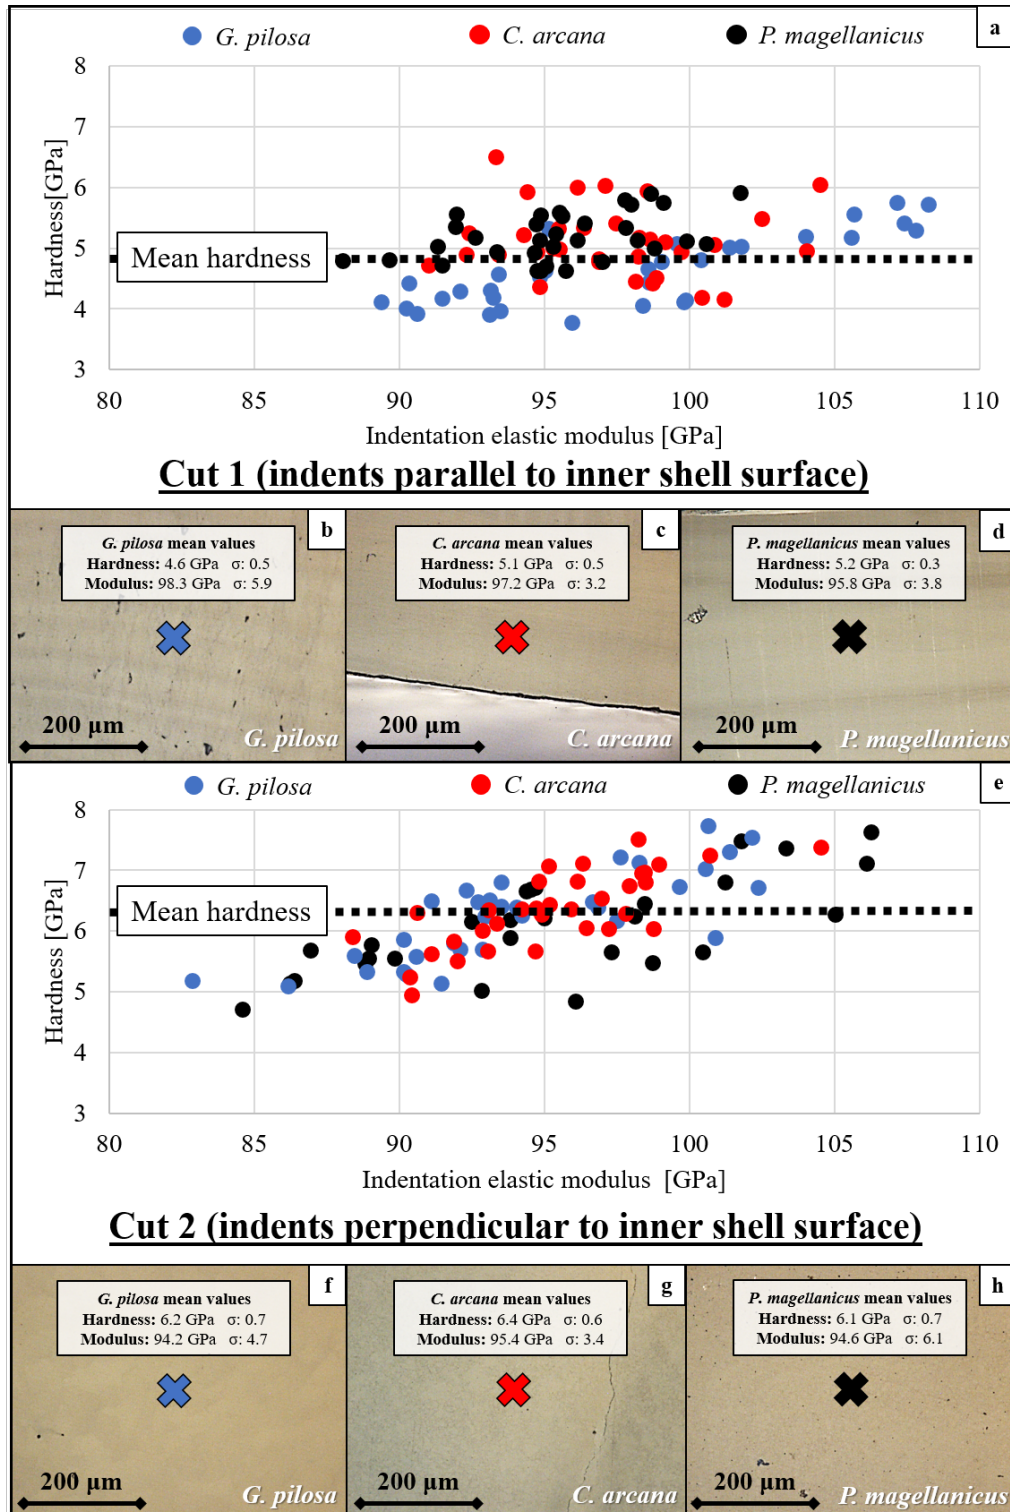 G. pilosa C. arcana P. magellanicus a
8
7
6
5
4
3
Hardness[GPa]
Mean hardness
80 85 90 95 100 105 110
Indentation elastic modulus [GPa]
Cut 1 (indents parallel to inner shell surface)
b
G. pilosa mean values
Hardness: 4.6 GPa σ: 0.5
Modulus: 98.3 GPa σ: 5.9
200 µm
G. pilosa
c
C. arcana mean values
Hardness: 5.1 GPa σ: 0.5
Modulus: 97.2 GPa σ: 3.2
200 µm
C. arcana
d
P. magellanicus mean values
Hardness: 5.2 GPa σ: 0.3
Modulus: 95.8 GPa σ: 3.8
200 µm
P. magellanicus
G. pilosa C. arcana P. magellanicus e
8
7
6
5
4
3
Hardness [GPa]
Mean hardness
80 85 90 95 100 105 110
Indentation elastic modulus [GPa]
Cut 2 (indents perpendicular to inner shell surface)
f
G. pilosa mean values
Hardness: 6.2 GPa σ: 0.7
Modulus: 94.2 GPa σ: 4.7
200 µm
G. pilosa
g
C. arcana mean values
Hardness: 6.4 GPa σ: 0.6
Modulus: 95.4 GPa σ: 3.4
200 µm
C. arcana
h
P. magellanicus mean values
Hardness: 6.1 GPa σ: 0.7
Modulus: 94.6 GPa σ: 6.1
200 µm
P. magellanicus